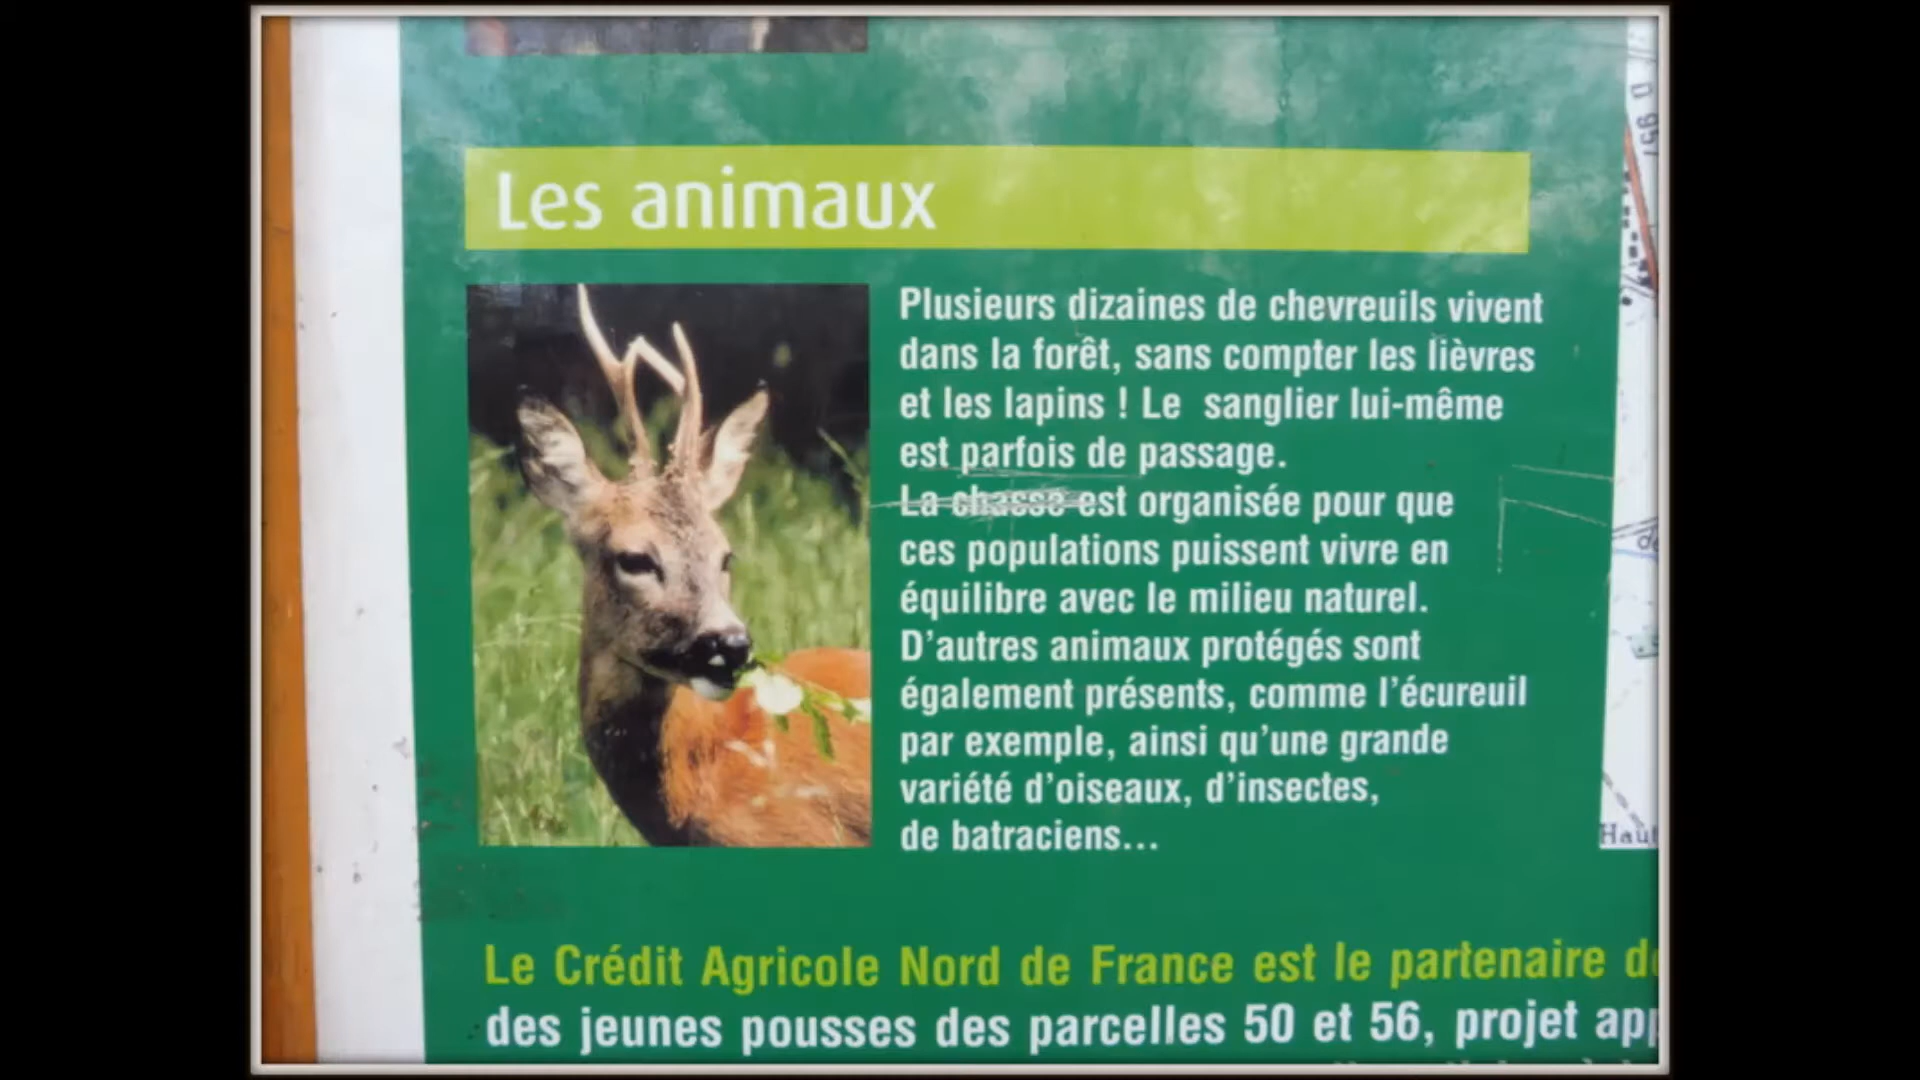 Les animaux
Plusieurs dizaines de chevreuils vivent
dans la forêt, sans compter les lièvres
et les lapins ! Le sanglier lui-même
est parfois de passage.
La chasse est organisée pour que
ces populations puissent vivre en
équilibre avec le milieu naturel.
D'autres animaux protégés sont
également présents, comme l'écureuil
par exemple, ainsi qu'une grande
variété d'oiseaux, d'insectes,
de batraciens...
Le Crédit Agricole Nord de France est le partenaire
des jeunes pousses des parcelles 50 et 56, projet